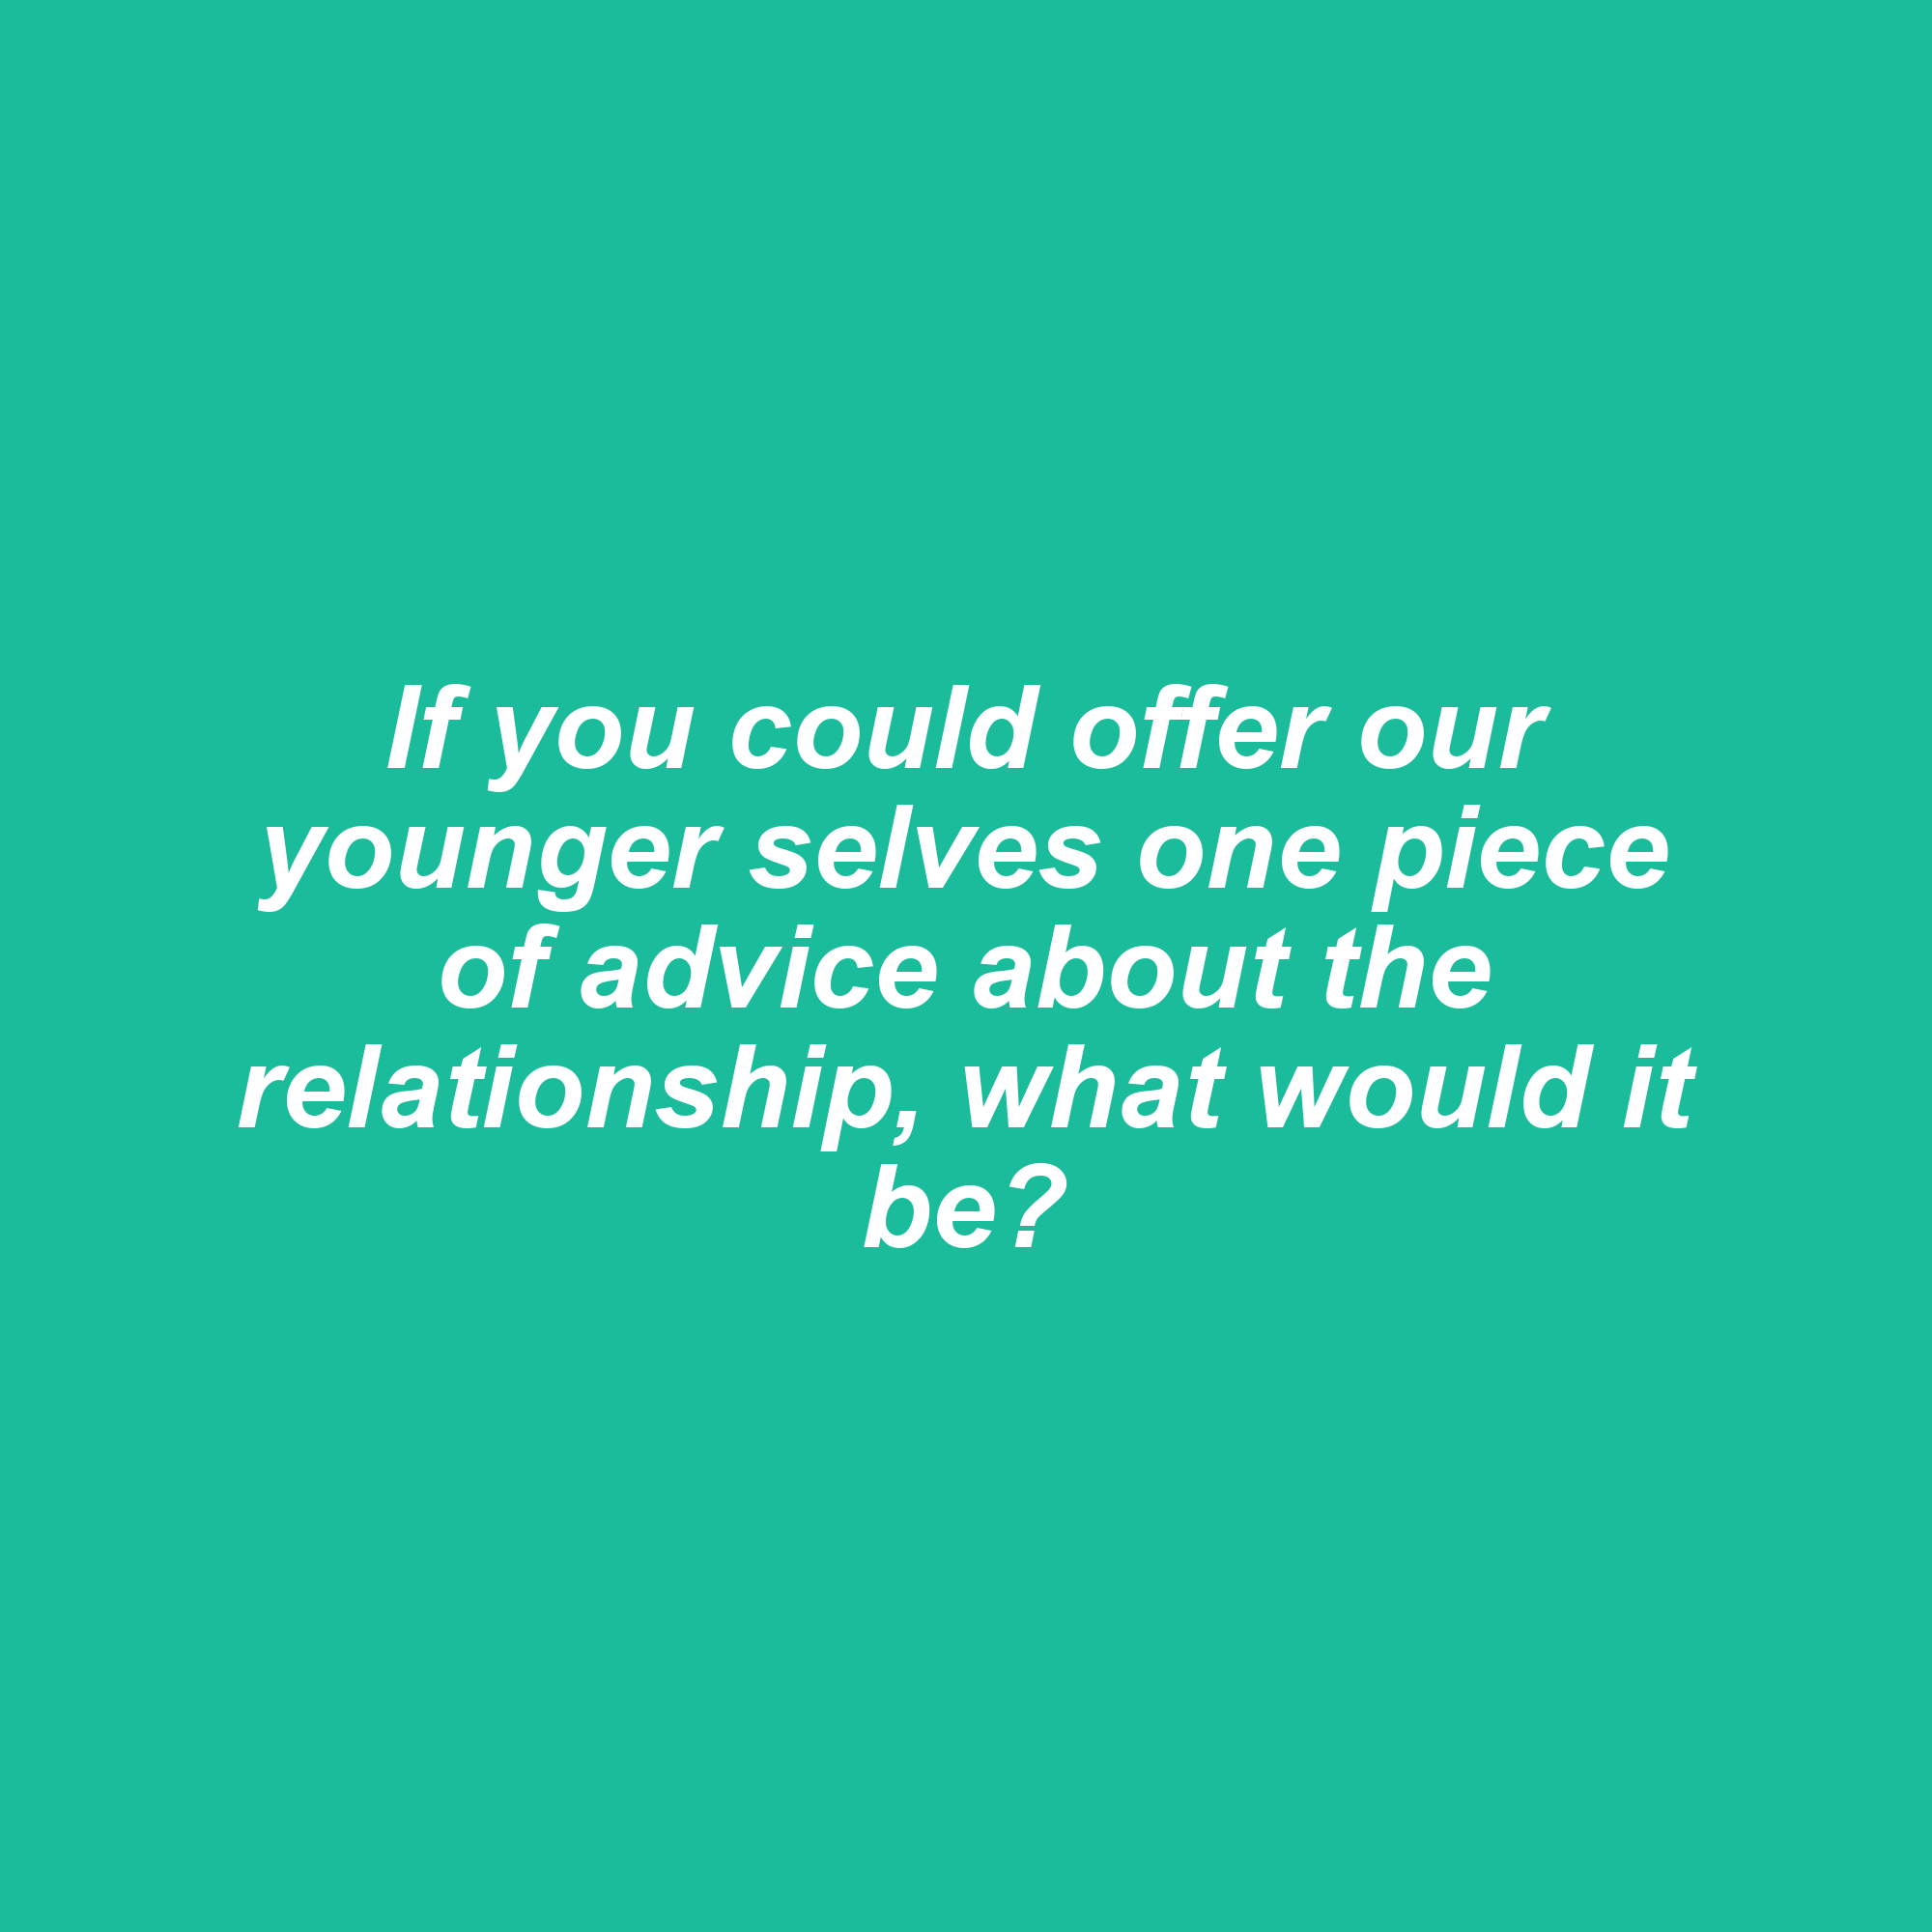 If you could offer our
younger selves one piece
of advice about the
relationship, what would it
be?